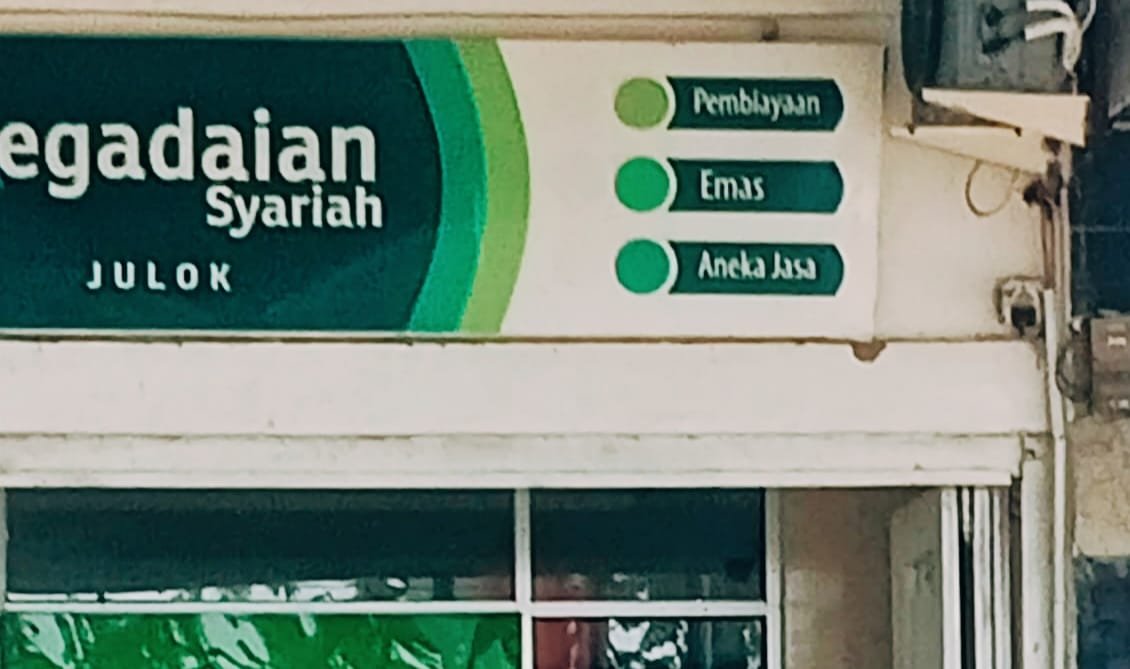 egadaian
Syariah
JULOK
Pembiayaan
Emas
Aneka Jasa